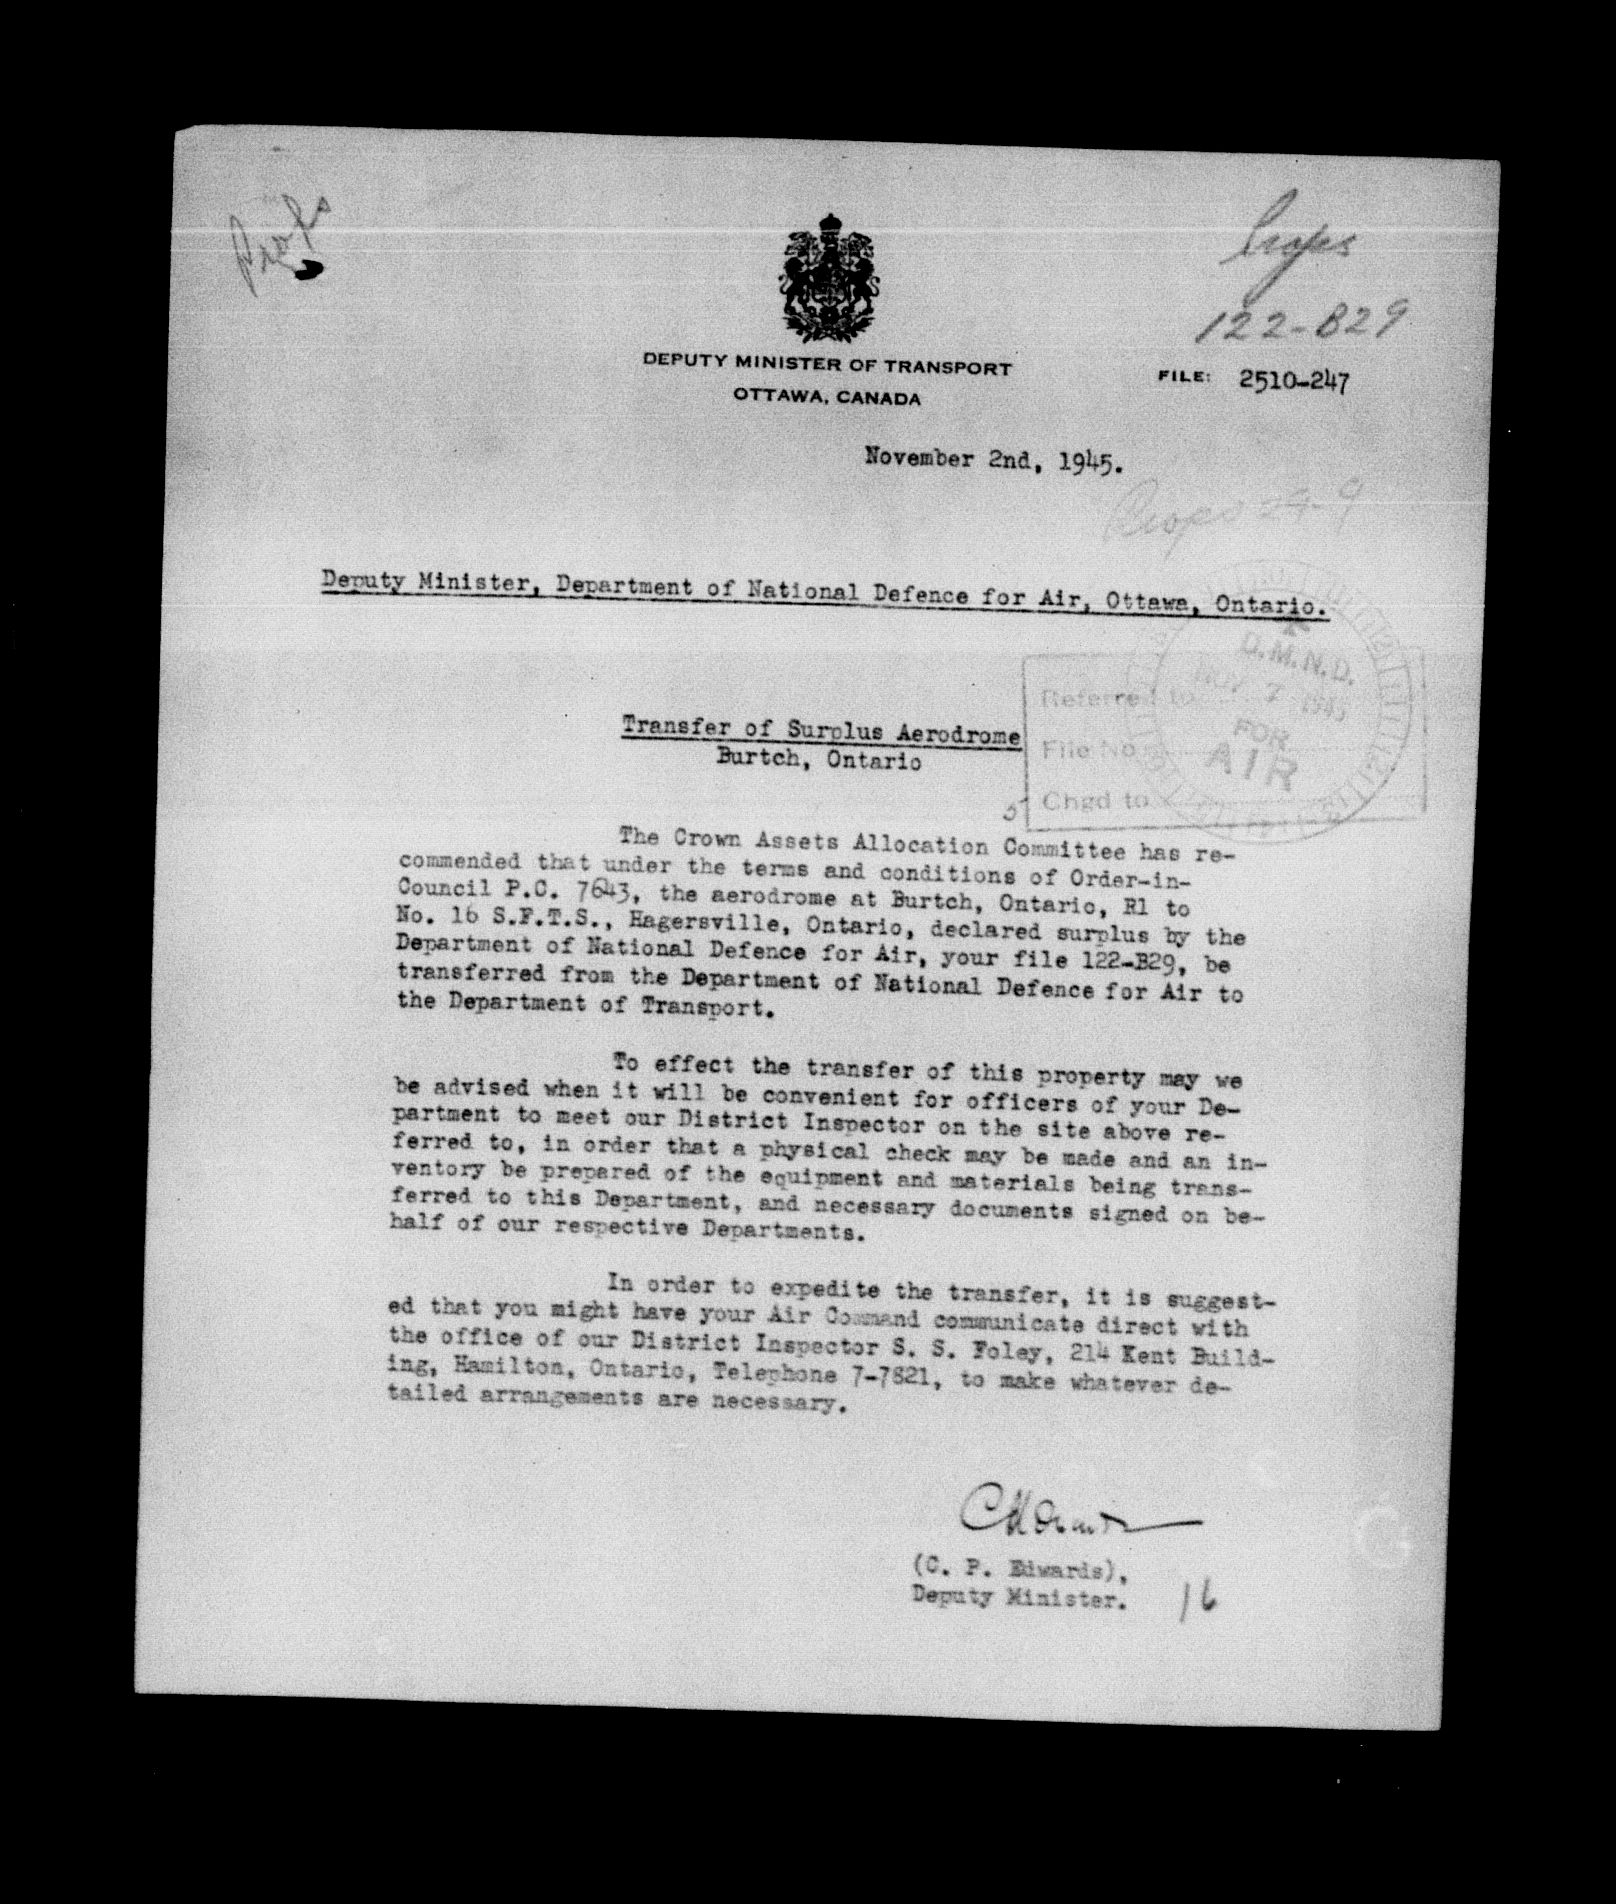 Props
Props
122-B29
DEPUTY MINISTER OF TRANSPORT
OTTAWA, CANADA
FILE: 2510-247
November 2nd, 1945.
Props 29-9
Deputy Minister, Department of National Defence for Air, Ottawa, Ontario.
D.M.N.D.
NOV 7 1945
FOR
AIR
Referred to
File No
Chgd to
Transfer of Surplus Aerodrome
Burtch, Ontario
The Crown Assets Allocation Committee has re-
commended that under the terms and conditions of Order-in-
Council P.C. 7643, the aerodrome at Burtch, Ontario, R1 to
No. 16 S.F.T.S., Hagersville, Ontario, declared surplus by the
Department of National Defence for Air, your file 122-B29, be
transferred from the Department of National Defence for Air to
the Department of Transport.
To effect the transfer of this property may we
be advised when it will be convenient for officers of your De-
partment to meet our District Inspector on the site above re-
ferred to, in order that a physical check may be made and an in-
ventory be prepared of the equipment and materials being trans-
ferred to this Department, and necessary documents signed on be-
half of our respective Departments.
In order to expedite the transfer, it is suggest-
ed that you might have your Air Command communicate direct with
the office of our District Inspector S. S. Foley, 214 Kent Build-
ing, Hamilton, Ontario, Telephone 7-7821, to make whatever de-
tailed arrangements are necessary.
(C. P. Edwards),
Deputy Minister.
16